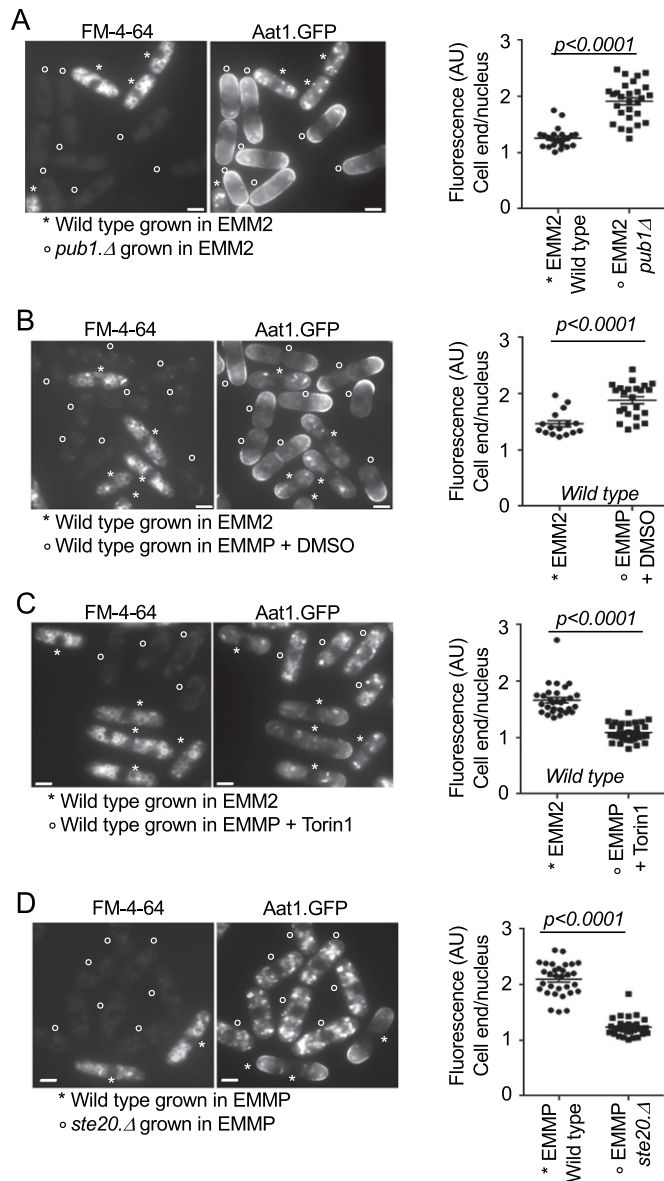 A
FM-4-64
Aat1.GFP
* Wild type grown in EMM2
○ pub1.Δ grown in EMM2
Fluorescence (AU)
Cell end/nucleus
3
2
1
0
p<0.0001
* EMM2
Wild type
○ EMM2
pub1Δ
B
FM-4-64
Aat1.GFP
* Wild type grown in EMM2
○ Wild type grown in EMMP + DMSO
Fluorescence (AU)
Cell end/nucleus
3
2
1
0
p<0.0001
Wild type
* EMM2
○ EMMP
+ DMSO
C
FM-4-64
Aat1.GFP
* Wild type grown in EMM2
○ Wild type grown in EMMP + Torin1
Fluorescence (AU)
Cell end/nucleus
3
2
1
0
p<0.0001
Wild type
* EMM2
○ EMMP
+ Torin1
D
FM-4-64
Aat1.GFP
* Wild type grown in EMMP
○ ste20.Δ grown in EMMP
Fluorescence (AU)
Cell end/nucleus
3
2
1
0
p<0.0001
* EMMP
Wild type
○ EMMP
ste20.Δ